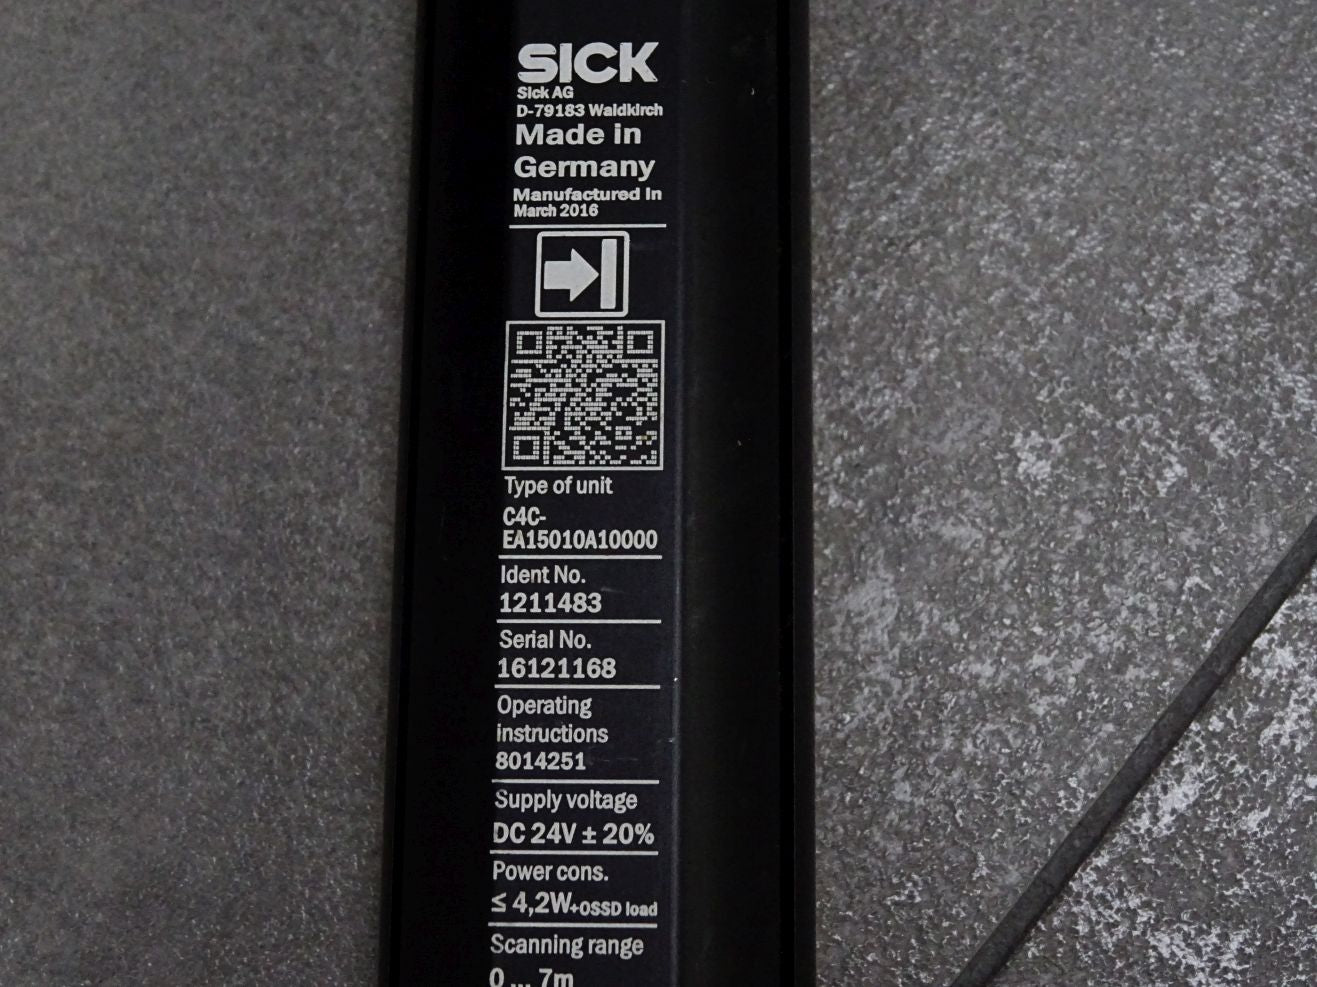 SICK
Sick AG
D-79183 Waldkirch
Made in
Germany
Manufactured in
March 2016
Type of unit
C4C-
EA15010A10000
Ident No.
1211483
Serial No.
16121168
Operating
instructions
8014251
Supply voltage
DC 24V ± 20%
Power cons.
≤ 4,2W+OSSD load
Scanning range
0 ... 7m